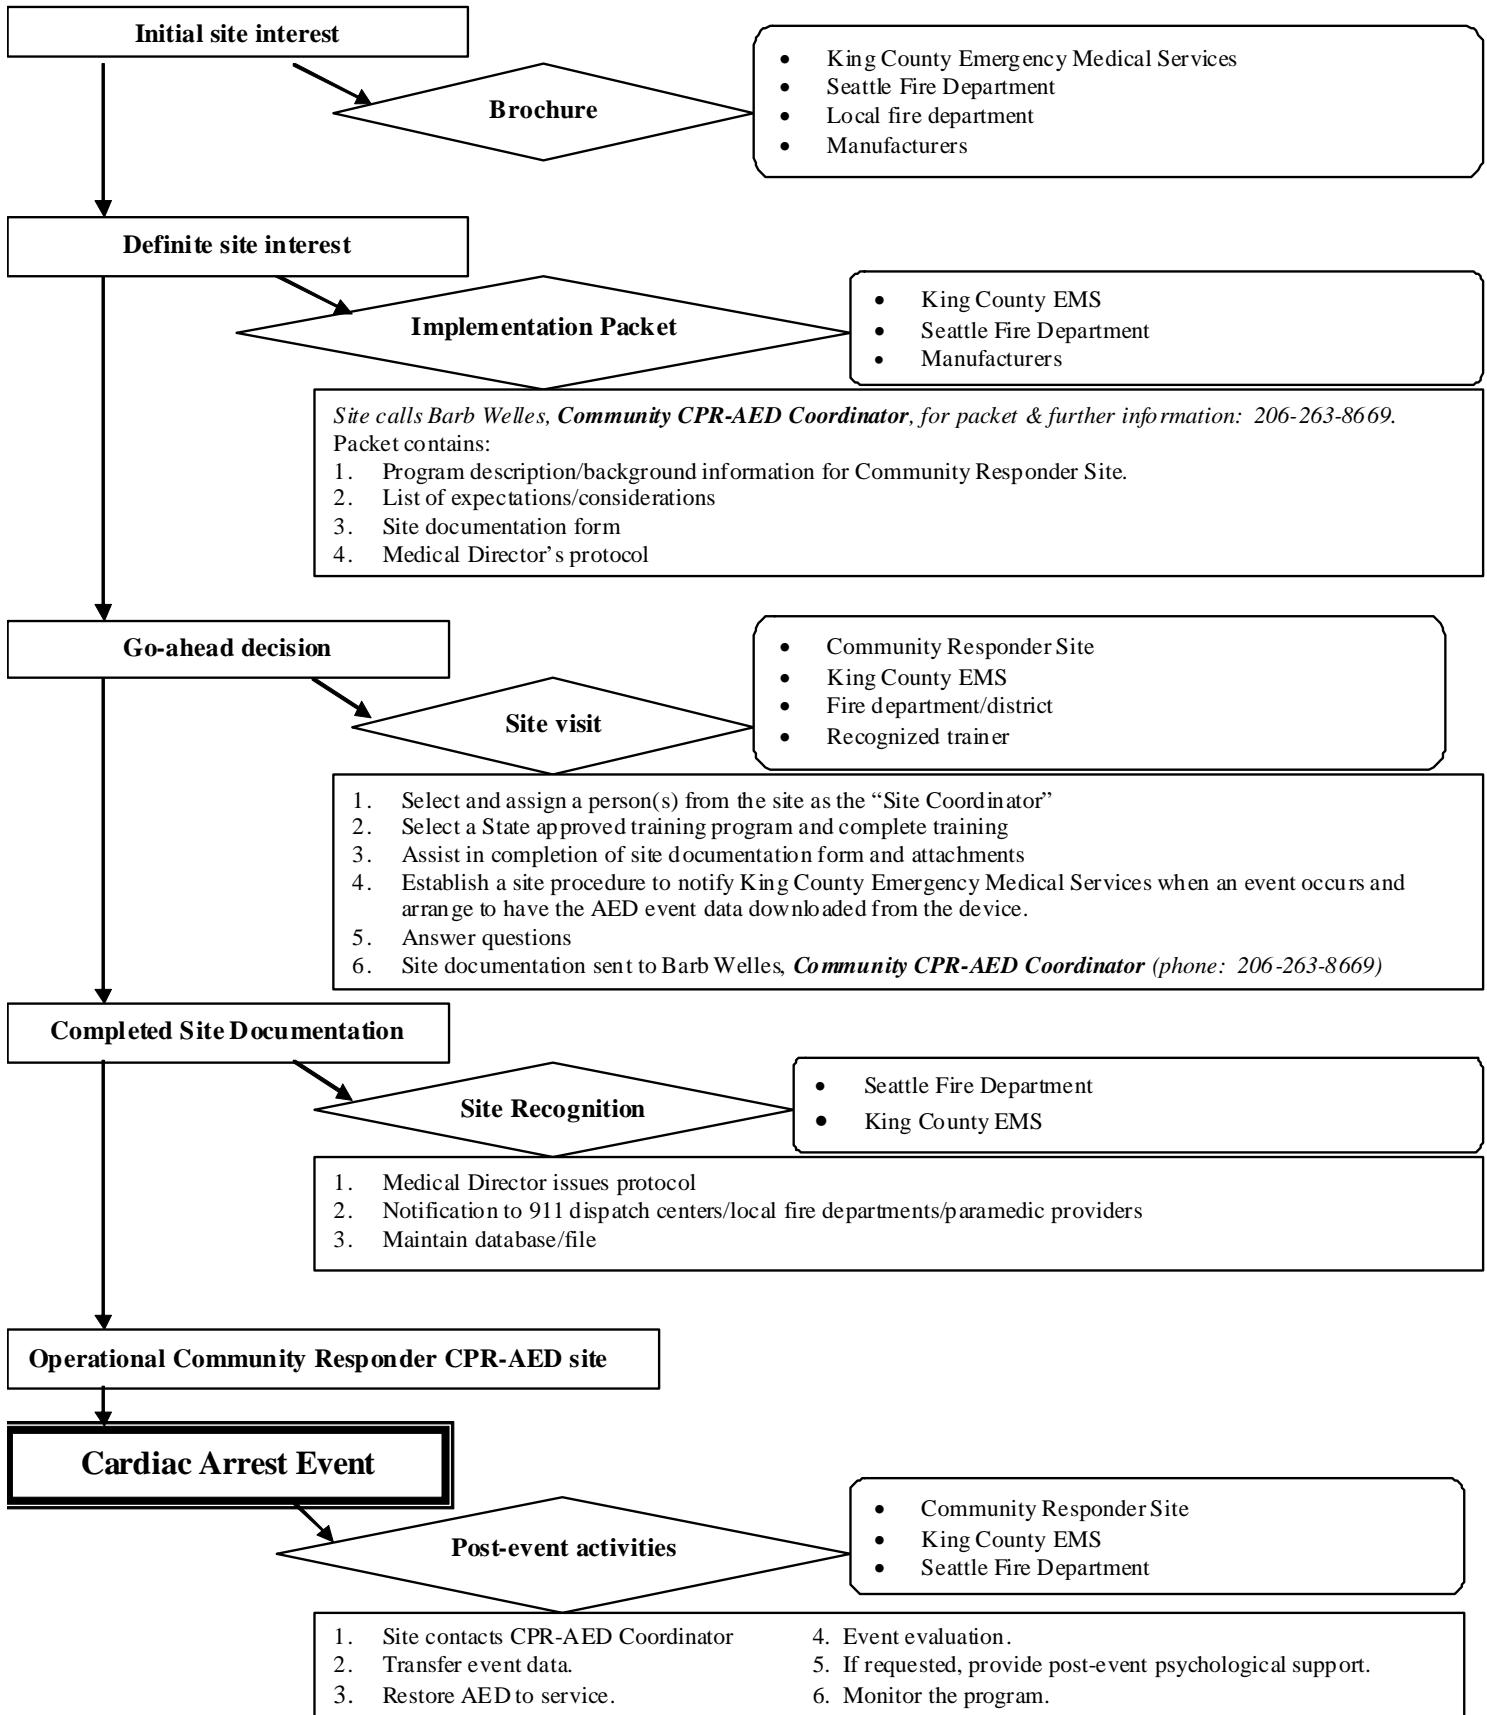 Initial site interest
Brochure
• King County Emergency Medical Services
• Seattle Fire Department
• Local fire department
• Manufacturers
Definite site interest
Implementation Packet
• King County EMS
• Seattle Fire Department
• Manufacturers
Site calls Barb Welles, Community CPR-AED Coordinator, for packet & further information: 206-263-8669.
Packet contains:
1. Program description/background information for Community Responder Site.
2. List of expectations/considerations
3. Site documentation form
4. Medical Director’s protocol
Go-ahead decision
Site visit
• Community Responder Site
• King County EMS
• Fire department/district
• Recognized trainer
1. Select and assign a person(s) from the site as the “Site Coordinator”
2. Select a State approved training program and complete training
3. Assist in completion of site documentation form and attachments
4. Establish a site procedure to notify King County Emergency Medical Services when an event occurs and
arrange to have the AED event data downloaded from the device.
5. Answer questions
6. Site documentation sent to Barb Welles, Community CPR-AED Coordinator (phone: 206-263-8669)
Completed Site Documentation
Site Recognition
• Seattle Fire Department
• King County EMS
1. Medical Director issues protocol
2. Notification to 911 dispatch centers/local fire departments/paramedic providers
3. Maintain database/file
Operational Community Responder CPR-AED site
Cardiac Arrest Event
Post-event activities
• Community Responder Site
• King County EMS
• Seattle Fire Department
1. Site contacts CPR-AED Coordinator
2. Transfer event data.
3. Restore AED to service.
4. Event evaluation.
5. If requested, provide post-event psychological support.
6. Monitor the program.